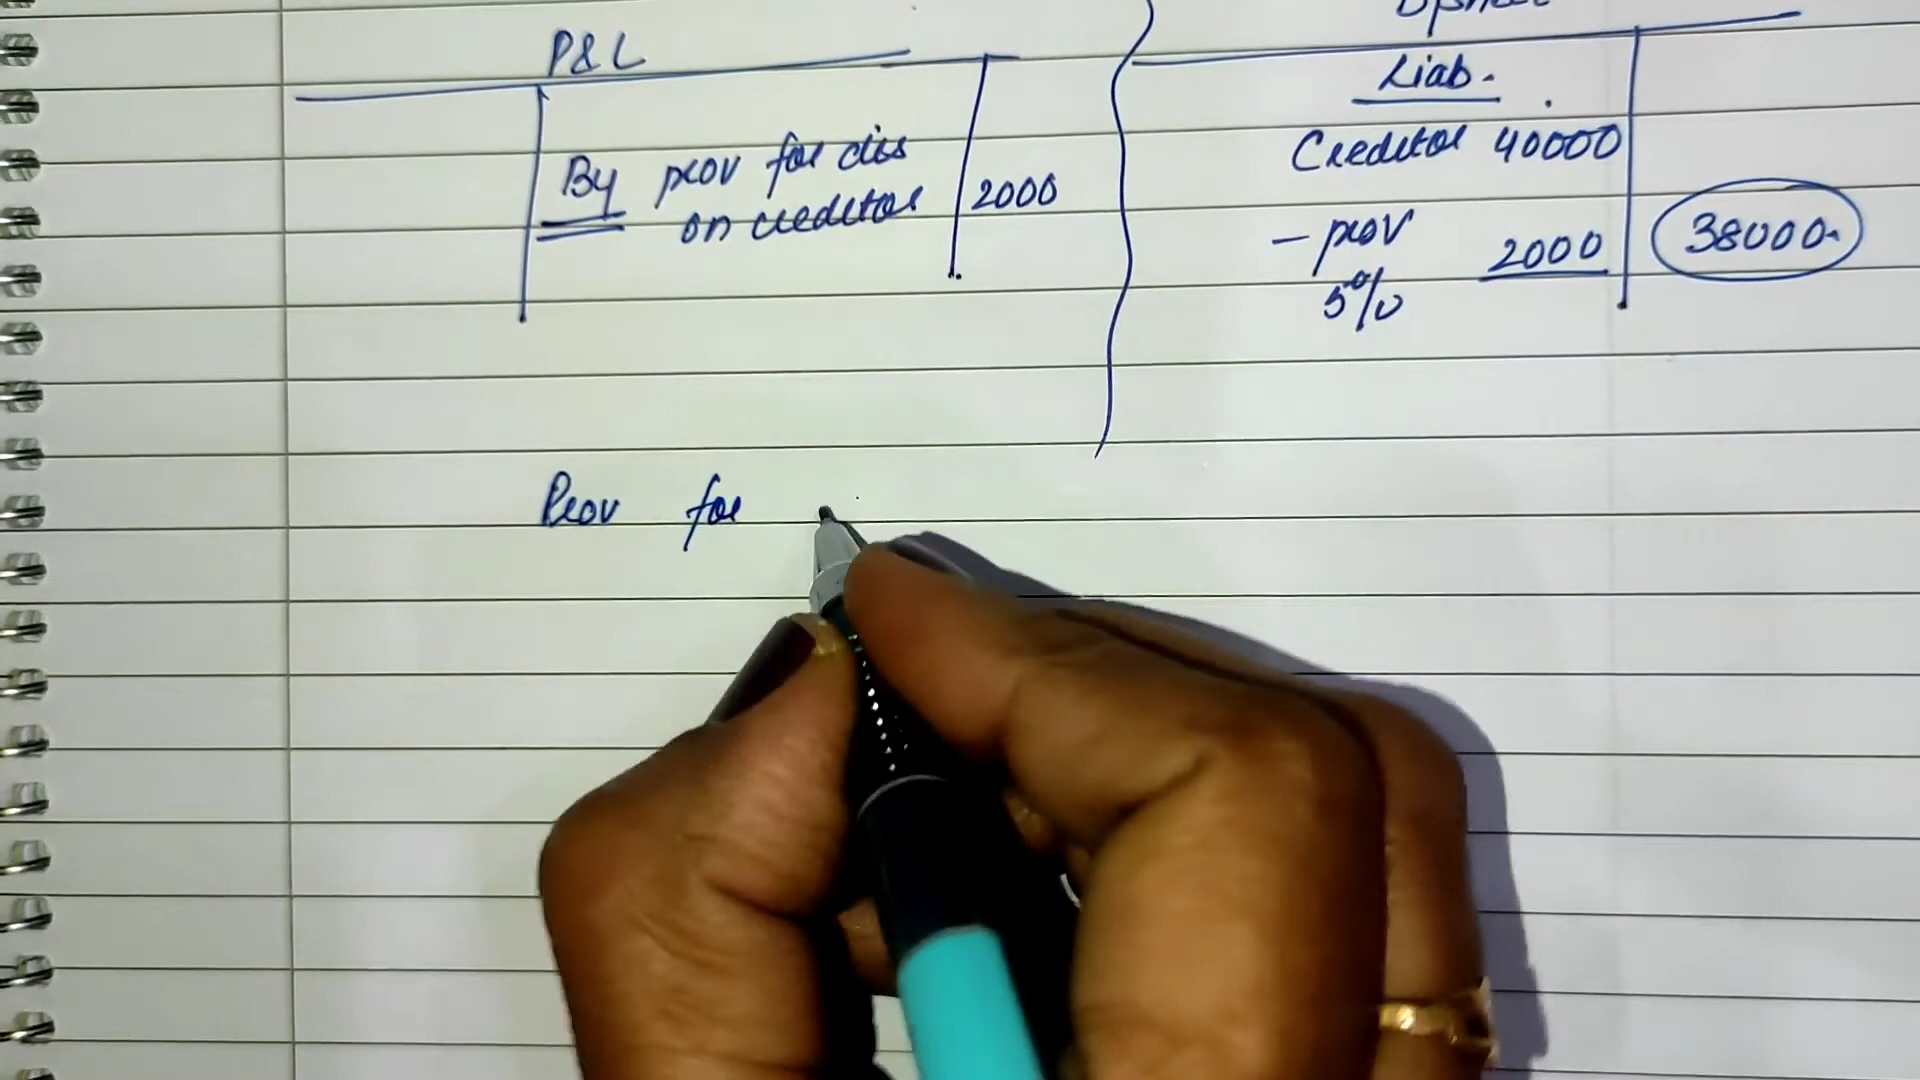 P&L
By prov for dis 2000
on creditor
Liab.
Creditor 40000
- prov 2000 38000
5%
Prov for